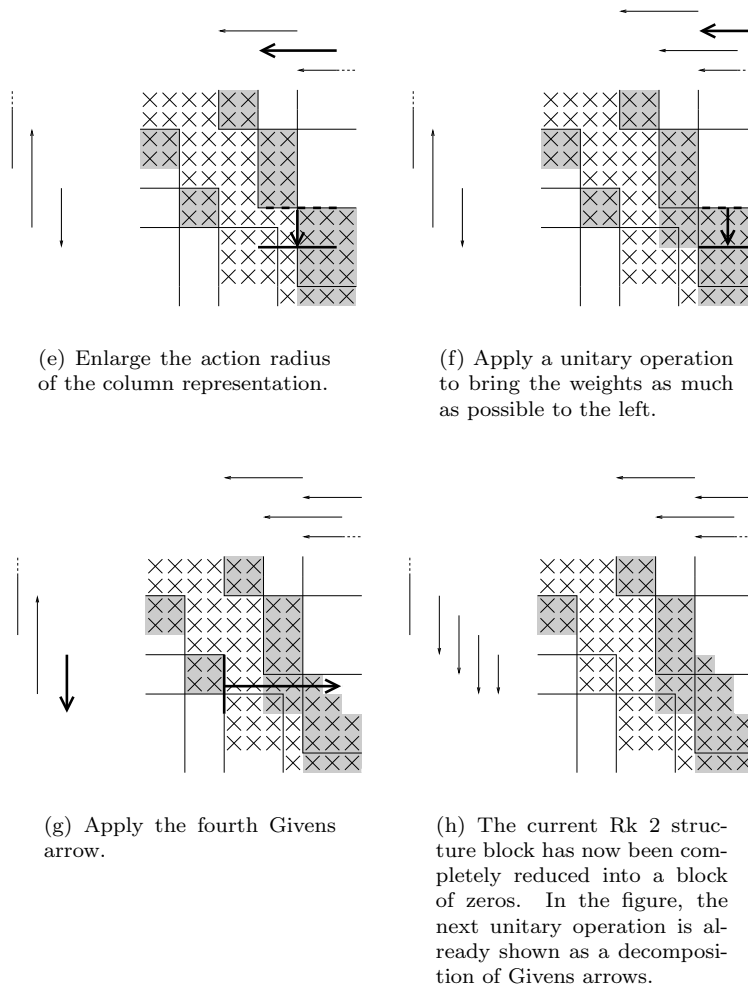 (e) Enlarge the action radius
of the column representation.
(f) Apply a unitary operation
to bring the weights as much
as possible to the left.
(g) Apply the fourth Givens
arrow.
(h) The current Rk 2 struc-
ture block has now been com-
pletely reduced into a block
of zeros. In the figure, the
next unitary operation is al-
ready shown as a decomposi-
tion of Givens arrows.